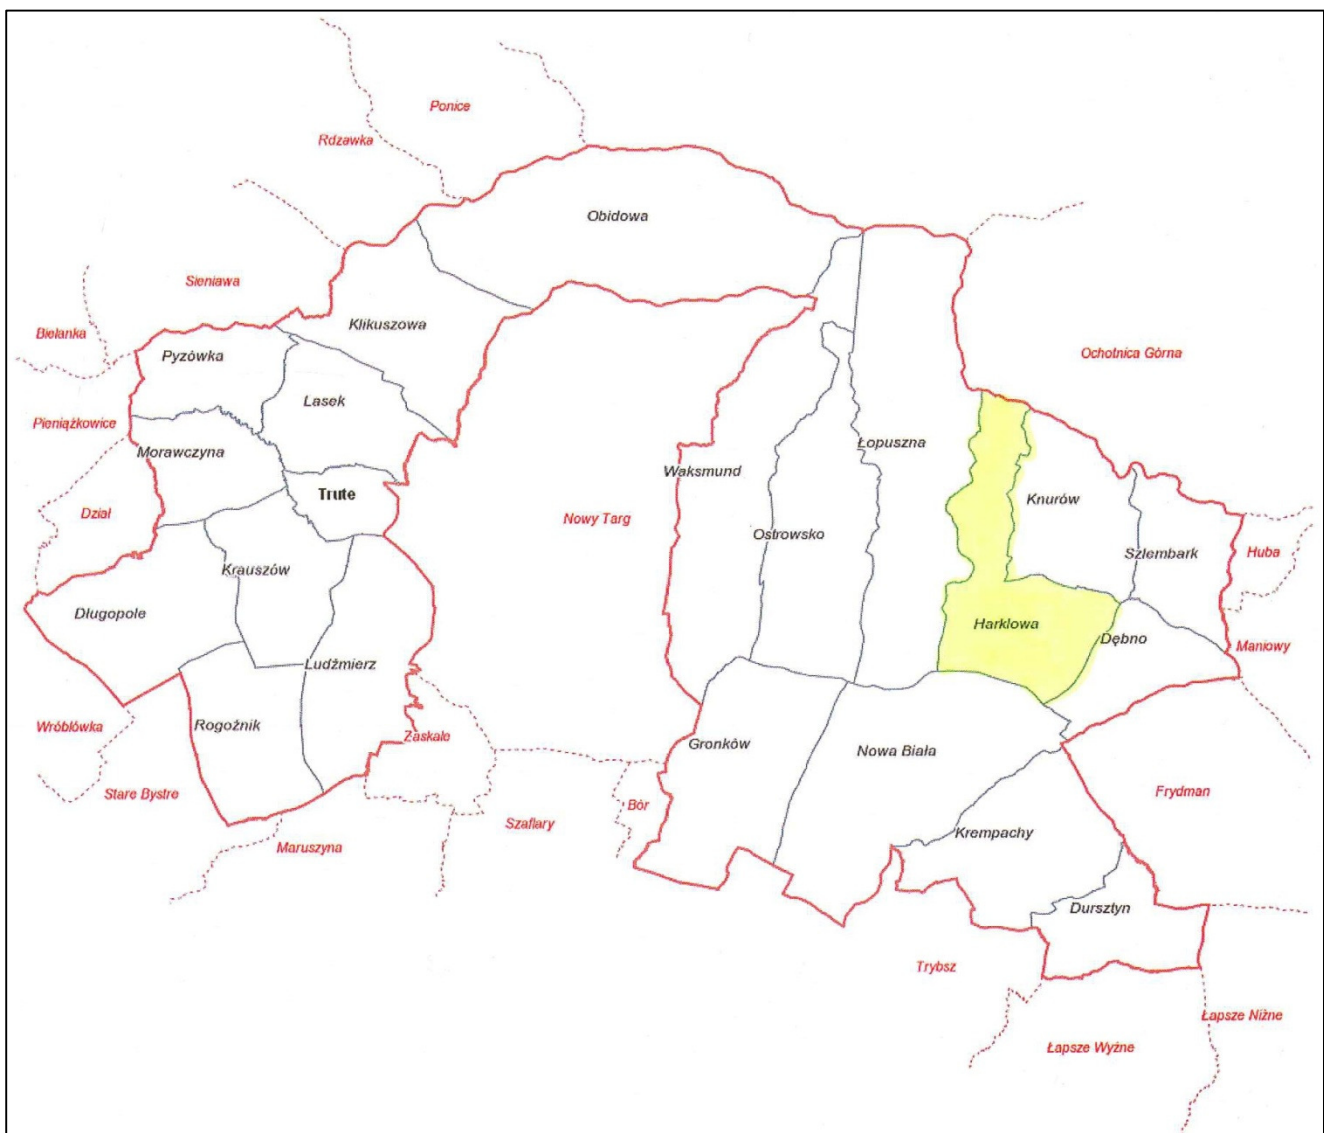 Ponice
Rdzawka
Obidowa
Sieniawa
Klikuszowa
Bielanka
Pyzówka
Ochotnica Górna
Lasek
Pieniążkowice
Morawczyna
Łopuszna
Waksmund
Trute
Knurów
Dział
Nowy Targ
Ostrowsko
Szlembark
Huba
Krauszów
Długopole
Harklowa
Dębno
Maniowy
Ludźmierz
Wróblówka
Rogoźnik
Zaskale
Gronków
Nowa Biała
Stare Bystre
Frydman
Bór
Szaflary
Krempachy
Maruszyna
Dursztyn
Trybsz
Łapsze Niżne
Łapsze Wyżne